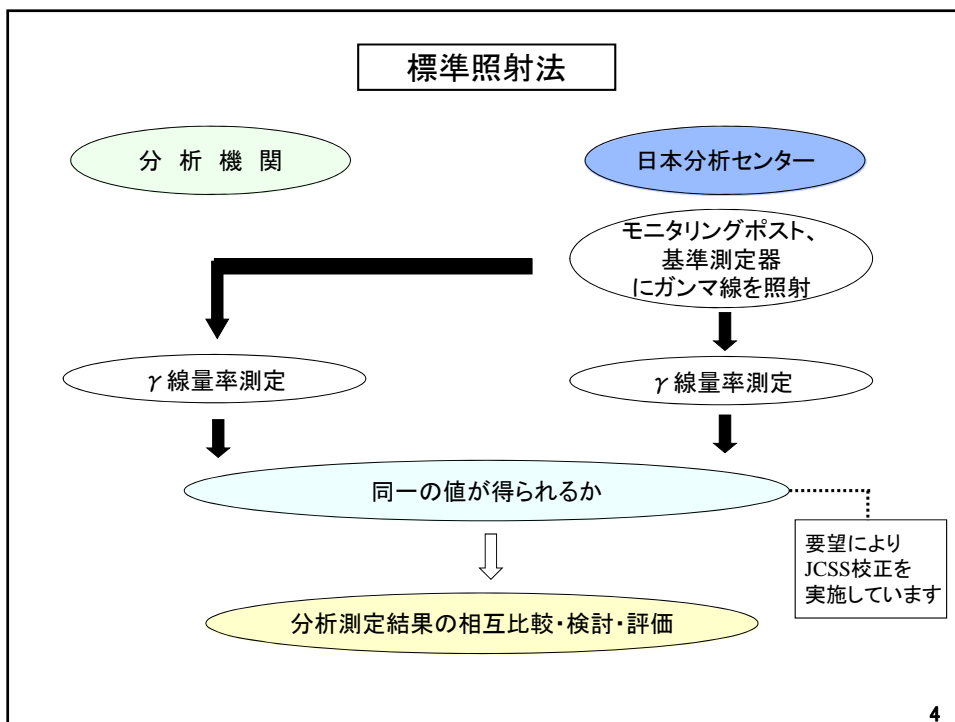 標準照射法
分 析 機 関
日本分析センター
モニタリングポスト、
基準測定器
にガンマ線を照射
γ線量率測定
γ線量率測定
同一の値が得られるか
要望により
JCSS校正を
実施しています
分析測定結果の相互比較・検討・評価
4